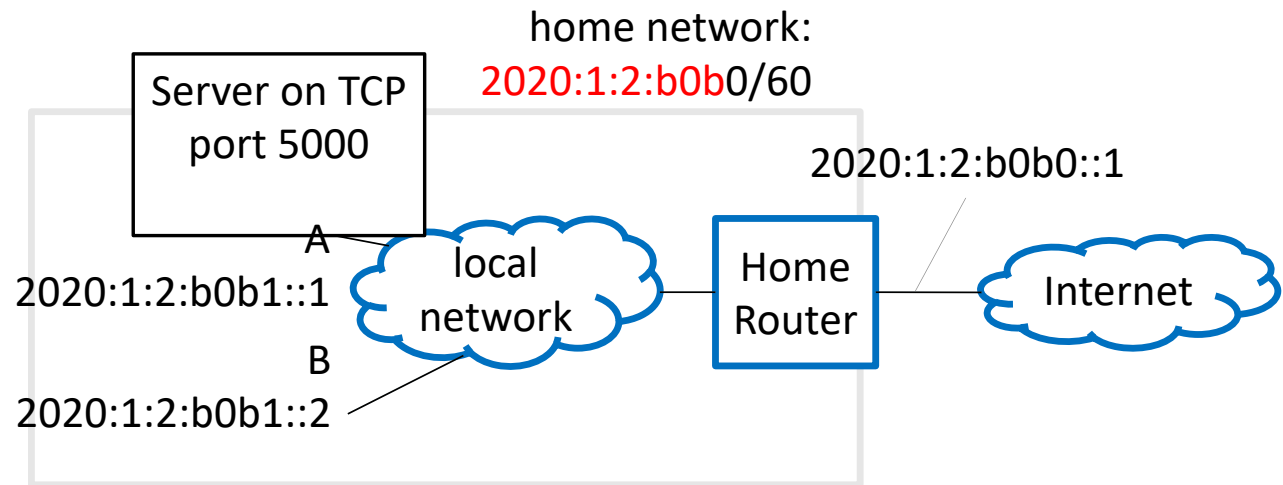 home network:
2020:1:2:b0b0/60
Server on TCP
port 5000
2020:1:2:b0b0::1
A
2020:1:2:b0b1::1
local
network
Home
Router
Internet
B
2020:1:2:b0b1::2